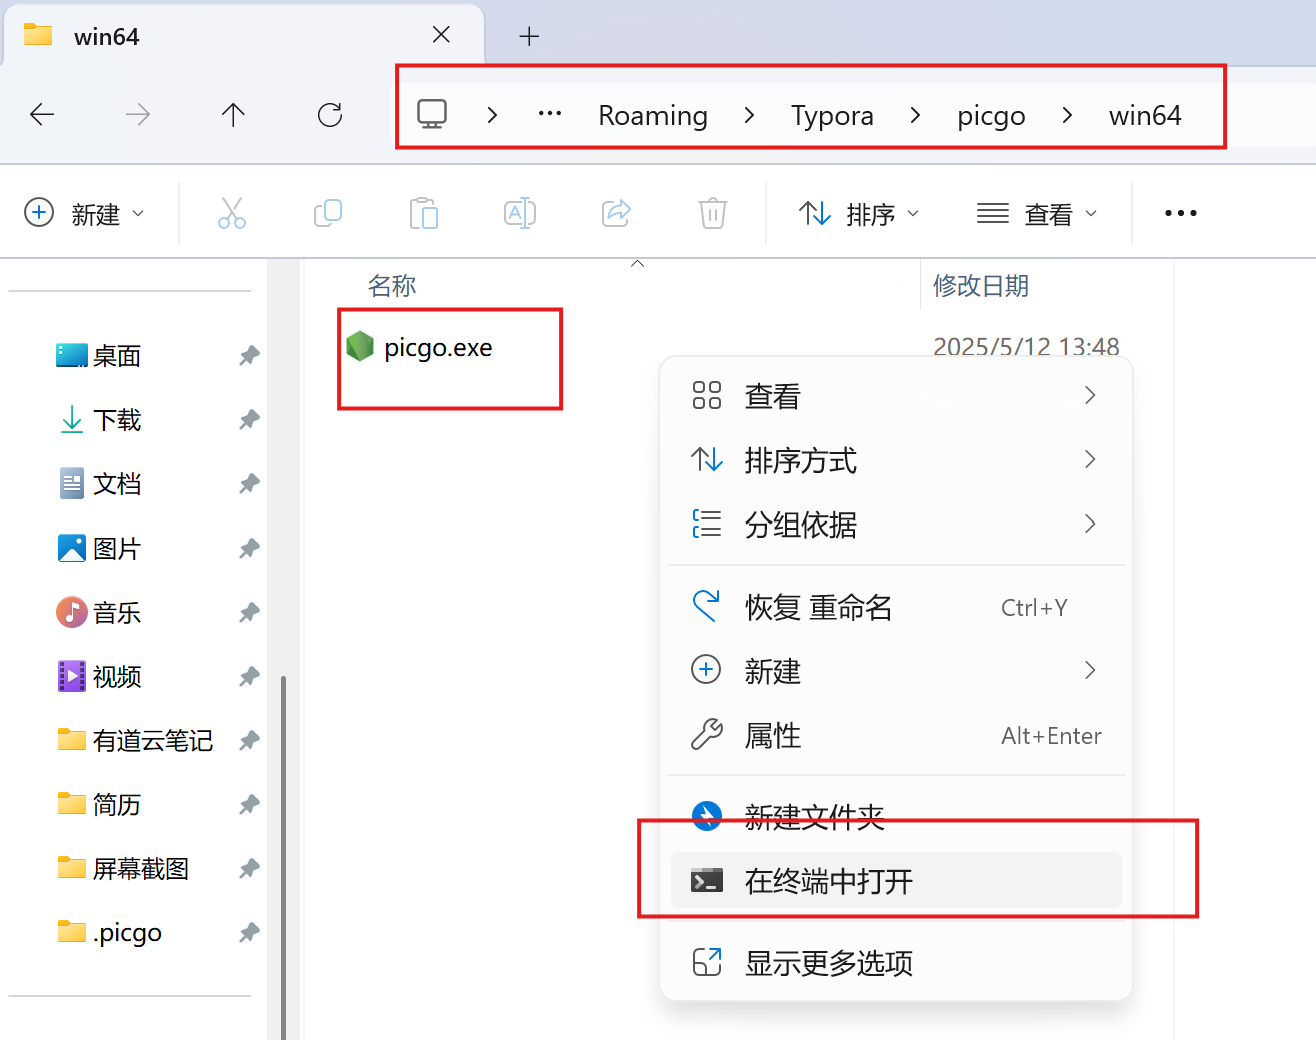 win64
Roaming > Typora > picgo > win64
新建
排序
查看
名称
修改日期
picgo.exe
2025/5/12 13:48
桌面
下载
文档
图片
音乐
视频
有道云笔记
简历
屏幕截图
.picgo
查看
排序方式
分组依据
恢复 重命名 Ctrl+Y
新建
属性 Alt+Enter
新建文件夹
在终端中打开
显示更多选项